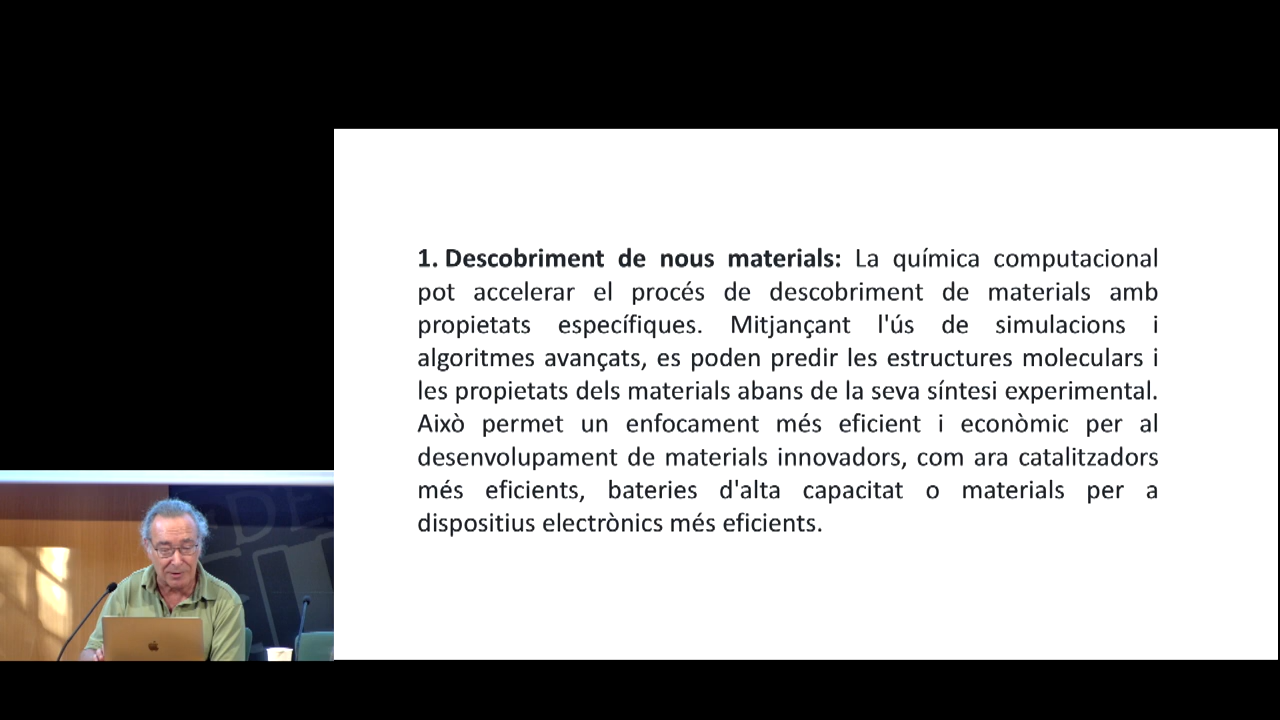 1. Descobriment de nous materials: La química computacional
pot accelerar el procés de descobriment de materials amb
propietats específiques. Mitjançant l'ús de simulacions i
algoritmes avançats, es poden predir les estructures moleculars i
les propietats dels materials abans de la seva síntesi experimental.
Això permet un enfocament més eficient i econòmic per al
desenvolupament de materials innovadors, com ara catalitzadors
més eficients, bateries d'alta capacitat o materials per a
dispositius electrònics més eficients.